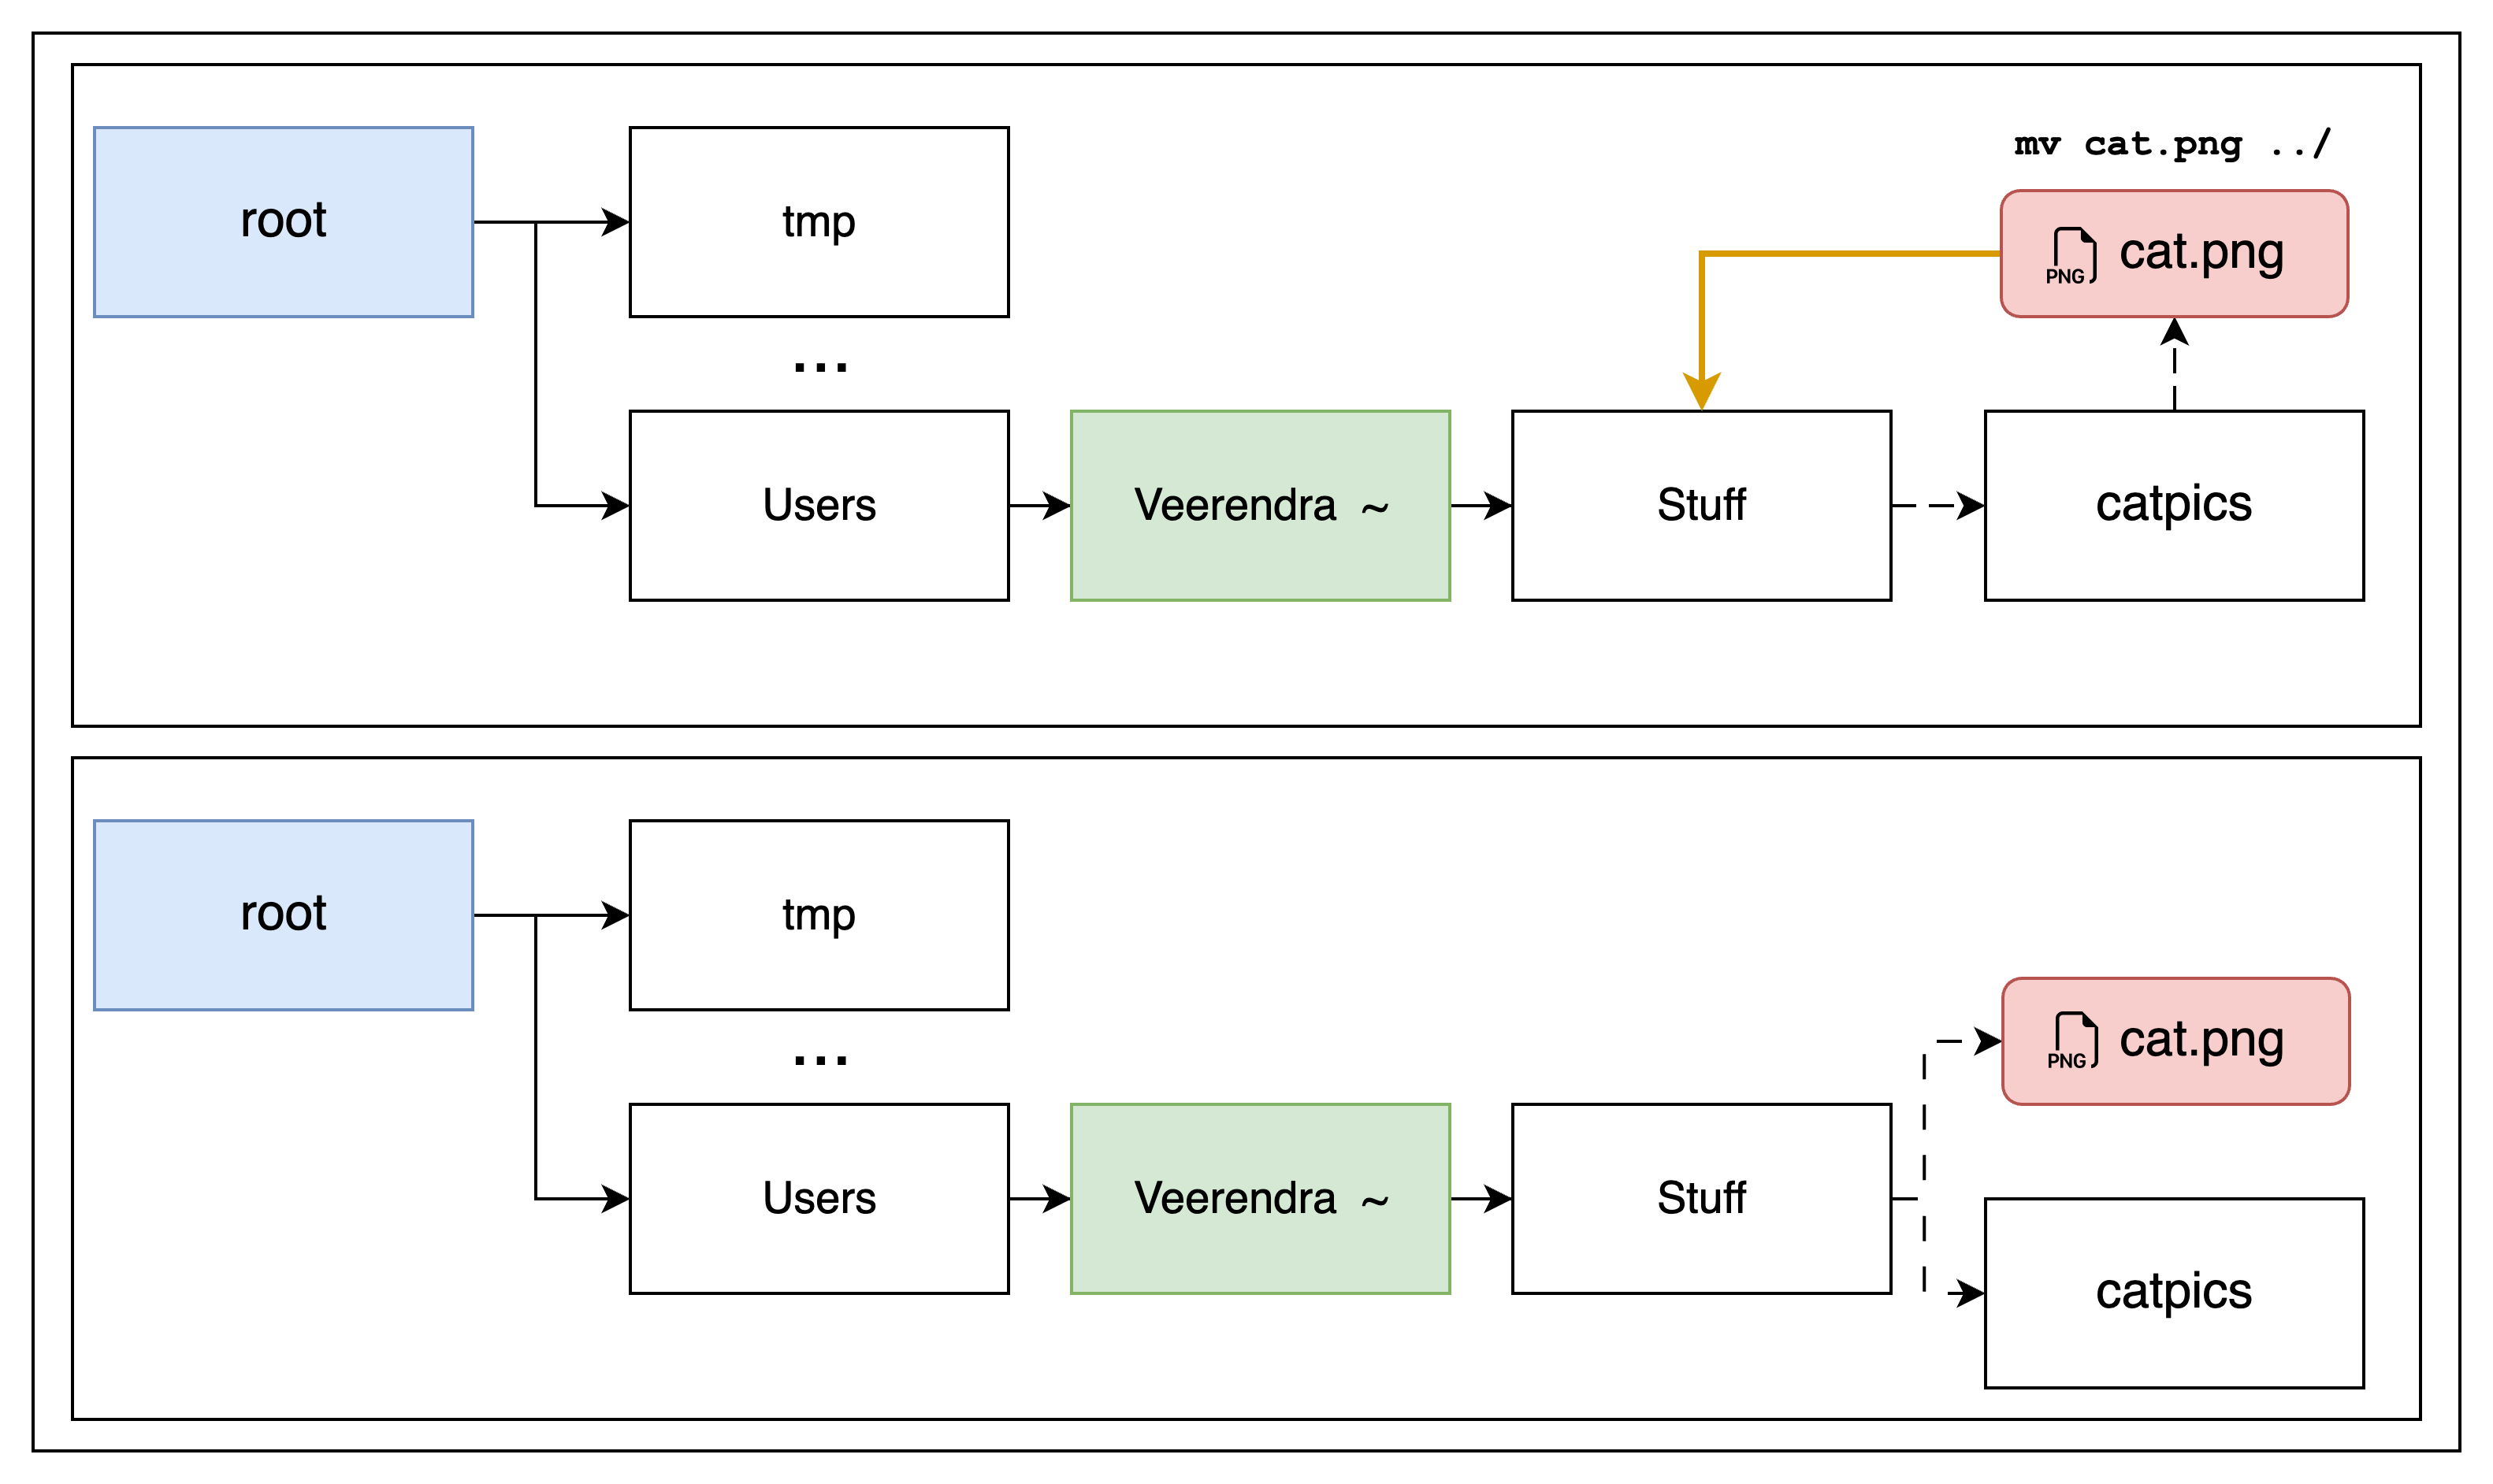 mv cat.png ../
root
tmp
PNG cat.png
...
Users
Veerendra ~
Stuff
catpics
root
tmp
PNG cat.png
...
Users
Veerendra ~
Stuff
catpics